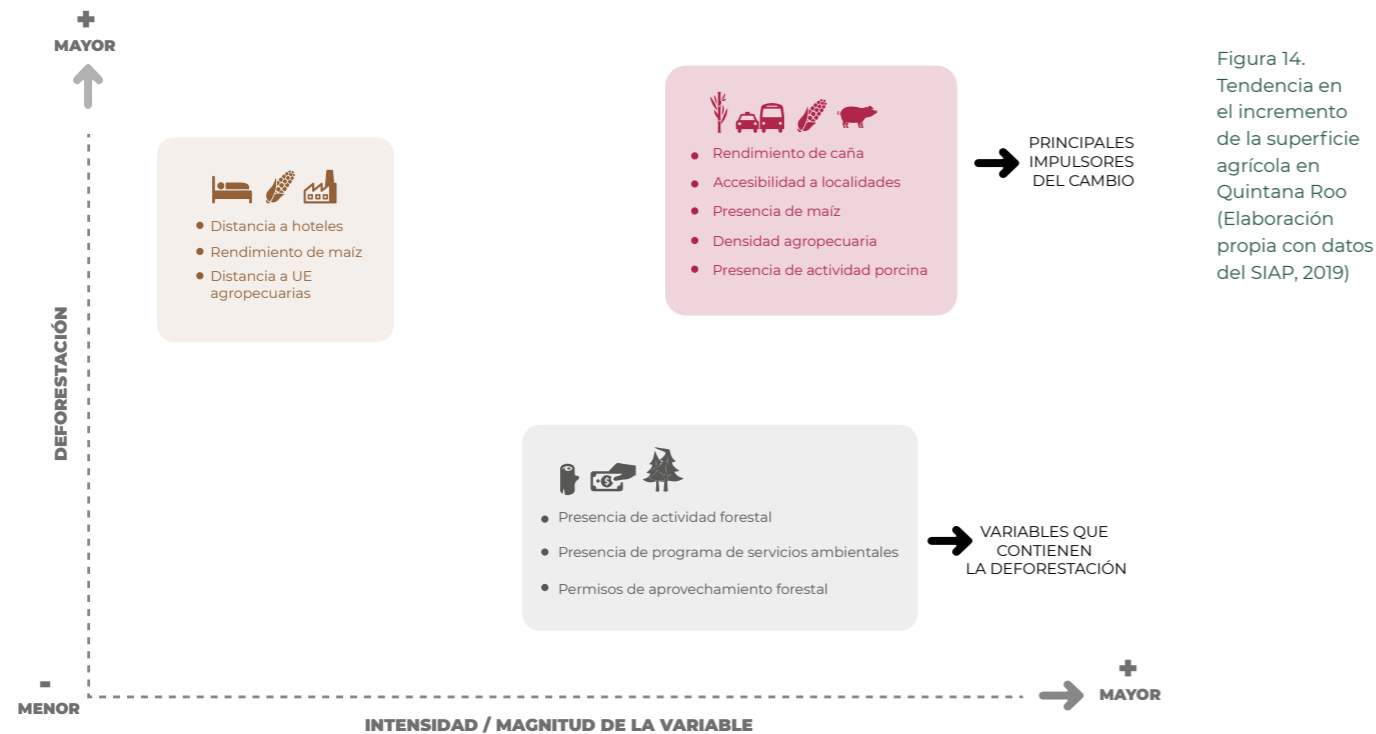 +
MAYOR
Distancia a hoteles
Rendimiento de maíz
Distancia a UE
agropecuarias
Rendimiento de caña
Accesibilidad a localidades
Presencia de maíz
Densidad agropecuaria
Presencia de actividad porcina
PRINCIPALES
IMPULSORES
DEL CAMBIO
Figura 14.
Tendencia en
el incremento
de la superficie
agrícola en
Quintana Roo
(Elaboración
propia con datos
del SIAP, 2019)
DEFORESTACIÓN
$
Presencia de actividad forestal
Presencia de programa de servicios ambientales
Permisos de aprovechamiento forestal
VARIABLES QUE
CONTIENEN
LA DEFORESTACIÓN
-
MENOR
+
MAYOR
INTENSIDAD / MAGNITUD DE LA VARIABLE